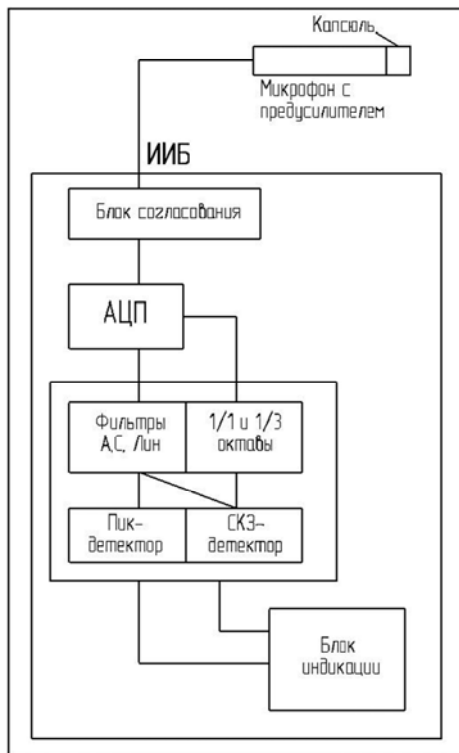 Капсюль
Микрофон с
предусилителем
ИИБ
Блок согласования
АЦП
Фильтры
А,С, Лин
1/1 и 1/3
октавы
Пик-
детектор
СКЗ-
детектор
Блок
индикации